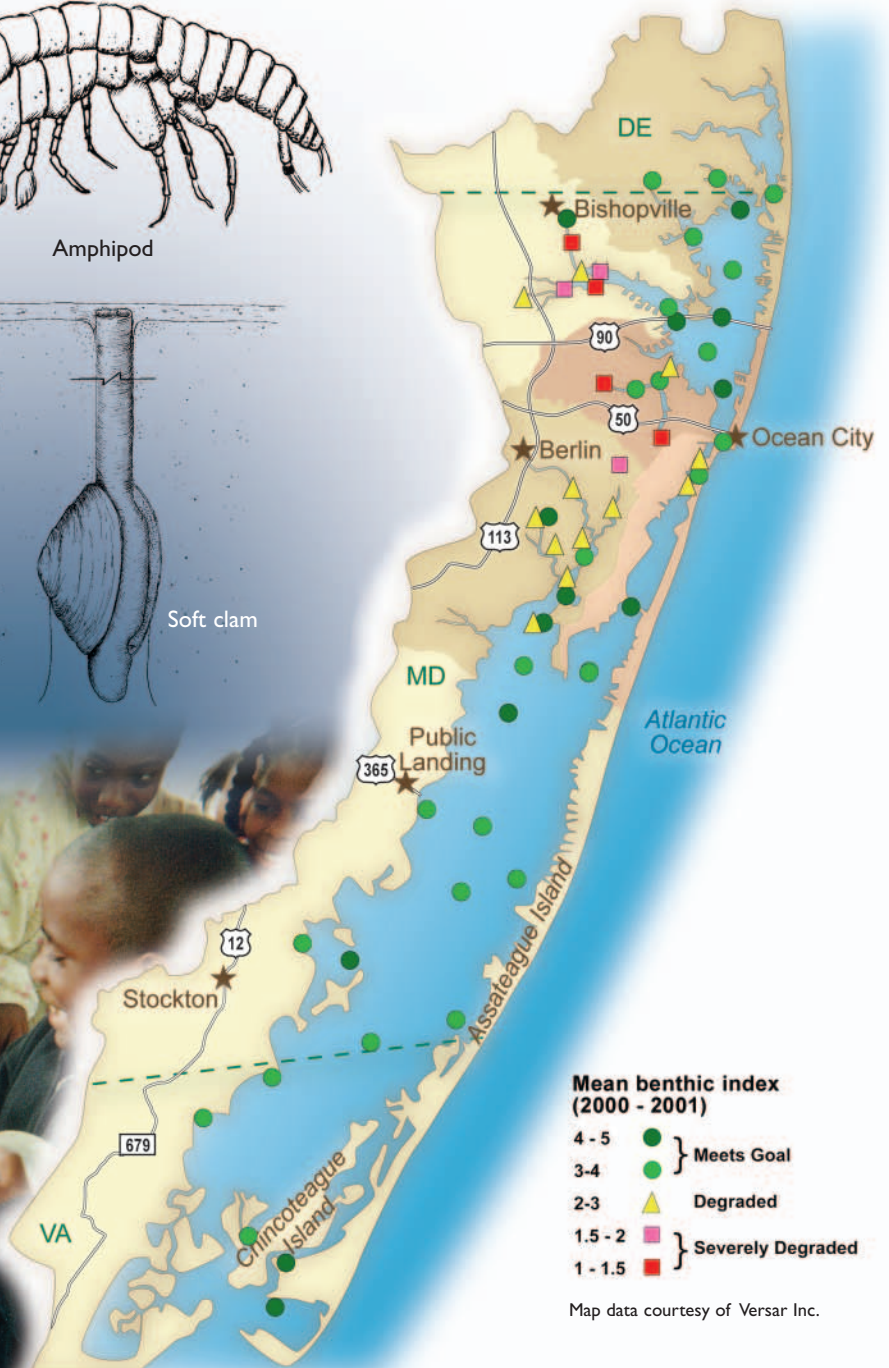 Amphipod
Soft clam
DE
Bishopville
90
50
Ocean City
Berlin
113
MD
Atlantic
Ocean
Public
Landing
365
Assateague Island
12
Stockton
679
VA
Chincoteague
Island
Mean benthic index
(2000 - 2001)
4 - 5
Meets Goal
3-4
2-3 Degraded
1.5 - 2
Severely Degraded
1 - 1.5
Map data courtesy of Versar Inc.